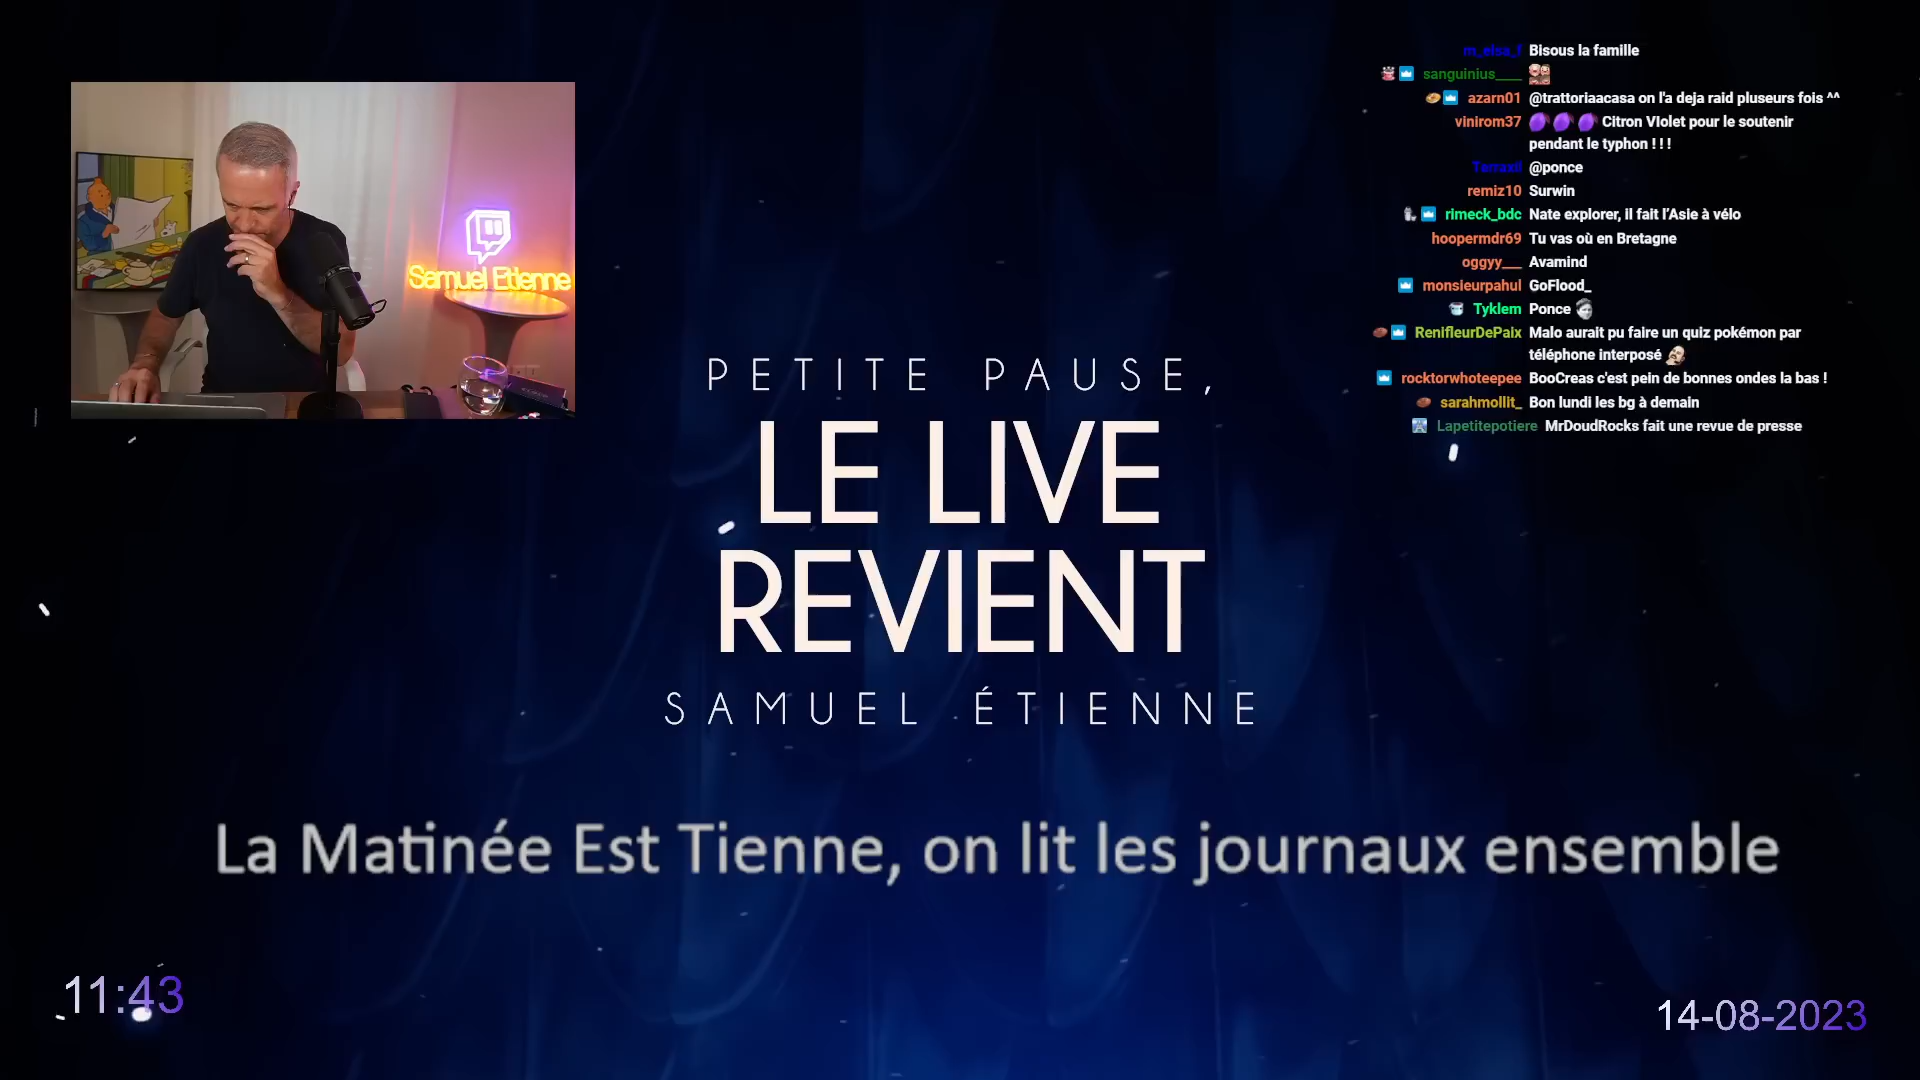 m_elsa_f Bisous la famille
sanguinius____
azarn01 @trattoriaacasa on l'a deja raid pluseurs fois ^^
vinirom37 Citron VIolet pour le soutenir
pendant le typhon ! ! !
@ponce
remiz10 Surwin
rimeck_bdc Nate explorer, il fait l'Asie à vélo
hoopermdr69 Tu vas où en Bretagne
oggyy___ Avamind
monsieurpahul GoFlood_
Tyklem Ponce
RenifleurDePaix Malo aurait pu faire un quiz pokémon par
téléphone interposé
rocktorwhoteepee BooCreas c'est pein de bonnes ondes la bas !
sarahmollit_ Bon lundi les bg à demain
Lapetitepotiere MrDoudRocks fait une revue de presse
Samuel Etienne
PETITE PAUSE,
LE LIVE
REVIENT
SAMUEL ÉTIENNE
La Matinée Est Tienne, on lit les journaux ensemble
11:43
14-08-2023